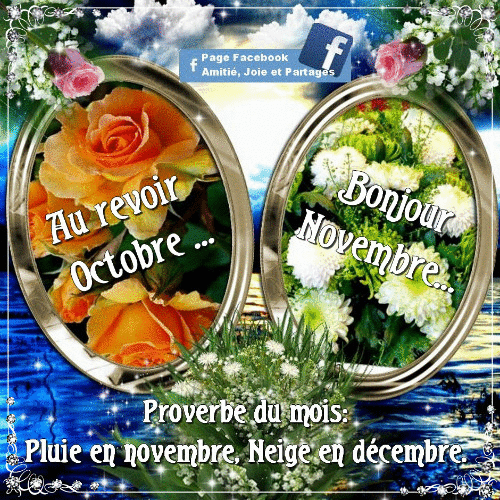 Page Facebook
Amitié, Joie et Partages
Au revoir
Octobre ...
Bonjour
Novembre...
Proverbe du mois:
Pluie en novembre, Neige en décembre.